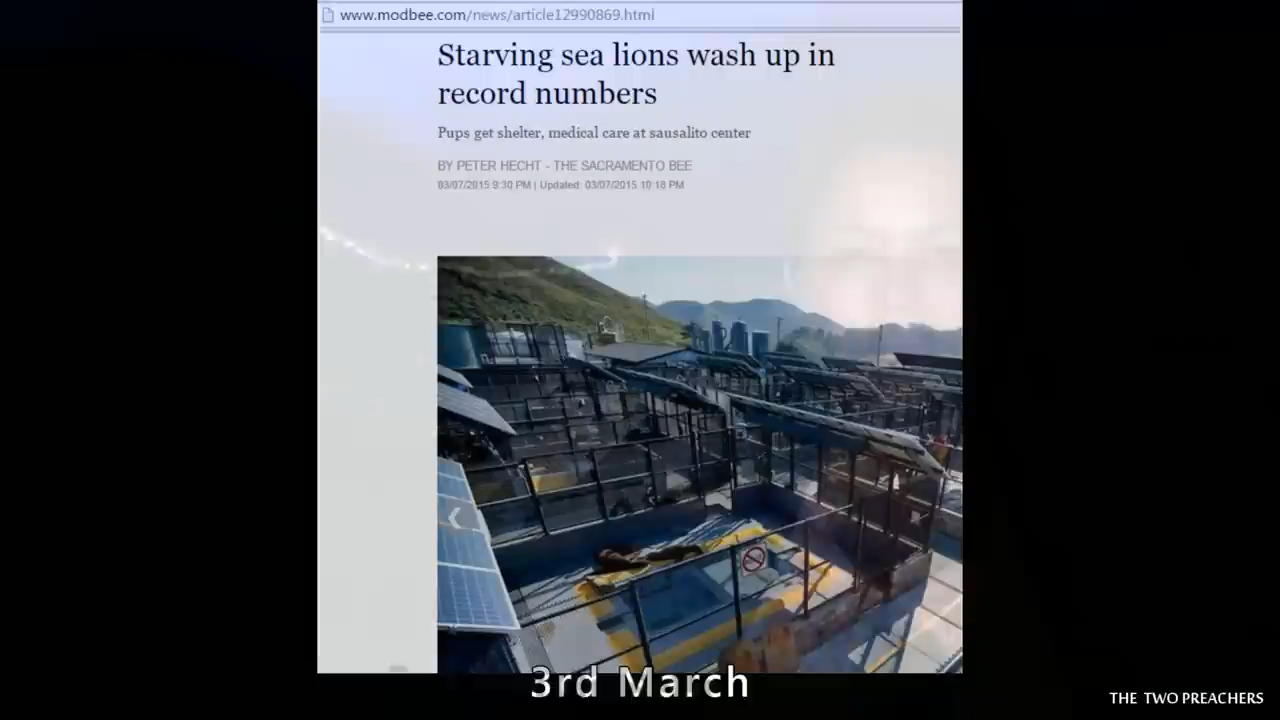 www.modbee.com/news/article12990869.html
Starving sea lions wash up in
record numbers
Pups get shelter, medical care at sausalito center
BY PETER HECHT - THE SACRAMENTO BEE
03/07/2015 9:30 PM | Updated: 03/07/2015 10:18 PM
3rd March
THE TWO PREACHERS